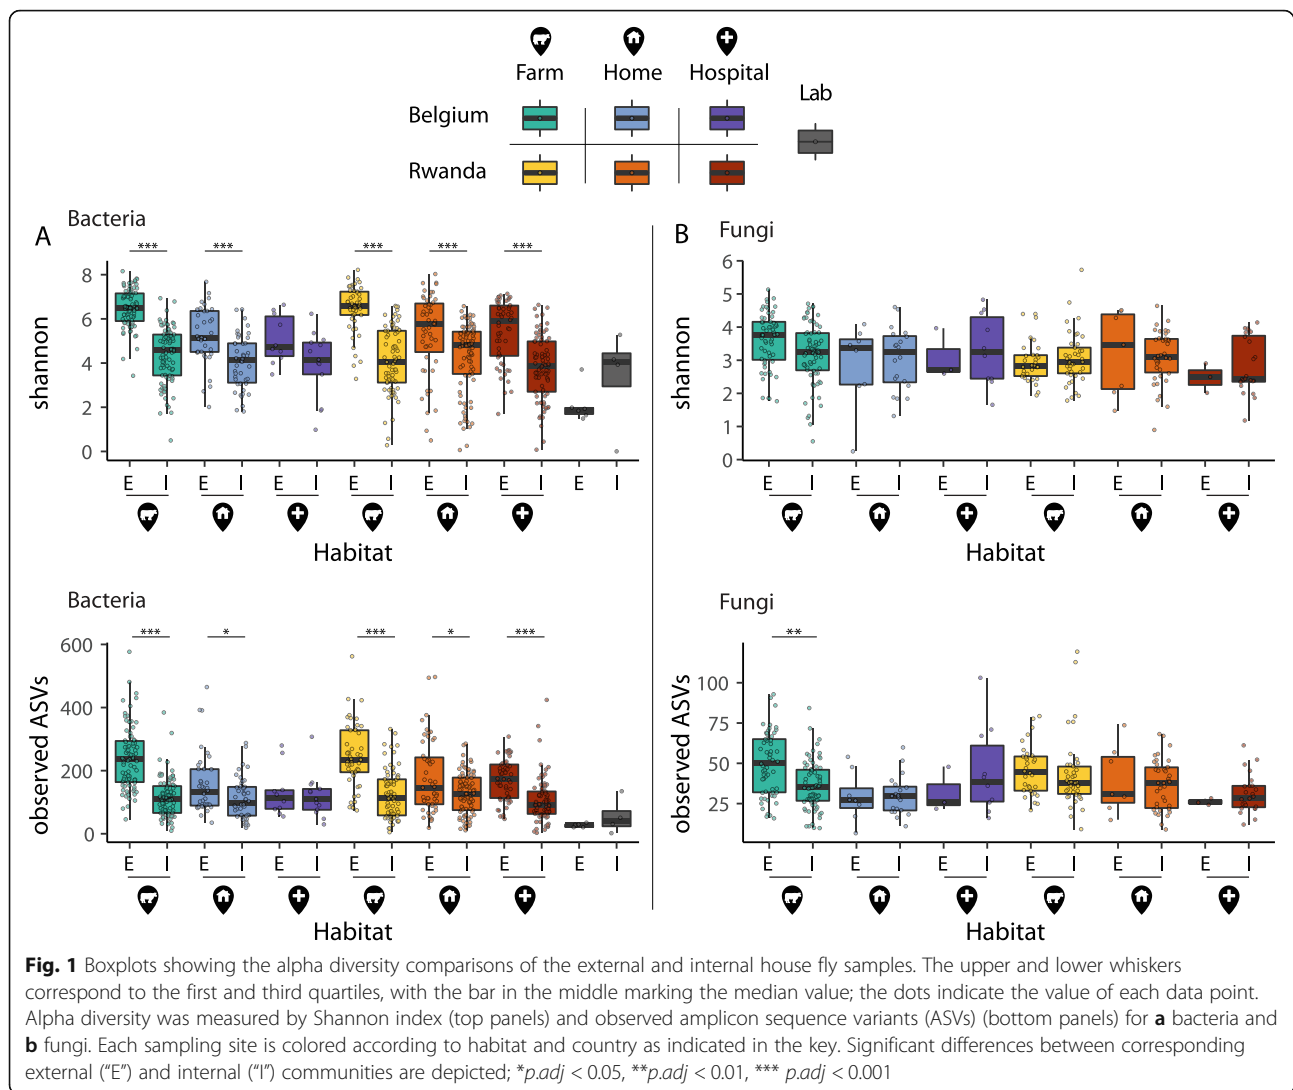 Farm Home Hospital
Lab
Belgium
Rwanda
A Bacteria
*** *** *** *** ***
shannon
8
6
4
2
0
E I E I E I E I E I E I E I
Habitat
B Fungi
shannon
6
5
4
3
2
1
0
E I E I E I E I E I E I
Habitat
Bacteria
*** * *** * ***
observed ASVs
600
400
200
0
E I E I E I E I E I E I E I
Habitat
Fungi
**
observed ASVs
100
75
50
25
E I E I E I E I E I E I
Habitat
Fig. 1 Boxplots showing the alpha diversity comparisons of the external and internal house fly samples. The upper and lower whiskers
correspond to the first and third quartiles, with the bar in the middle marking the median value; the dots indicate the value of each data point.
Alpha diversity was measured by Shannon index (top panels) and observed amplicon sequence variants (ASVs) (bottom panels) for a bacteria and
b fungi. Each sampling site is colored according to habitat and country as indicated in the key. Significant differences between corresponding
external (“E”) and internal (“I”) communities are depicted; *p.adj < 0.05, **p.adj < 0.01, *** p.adj < 0.001